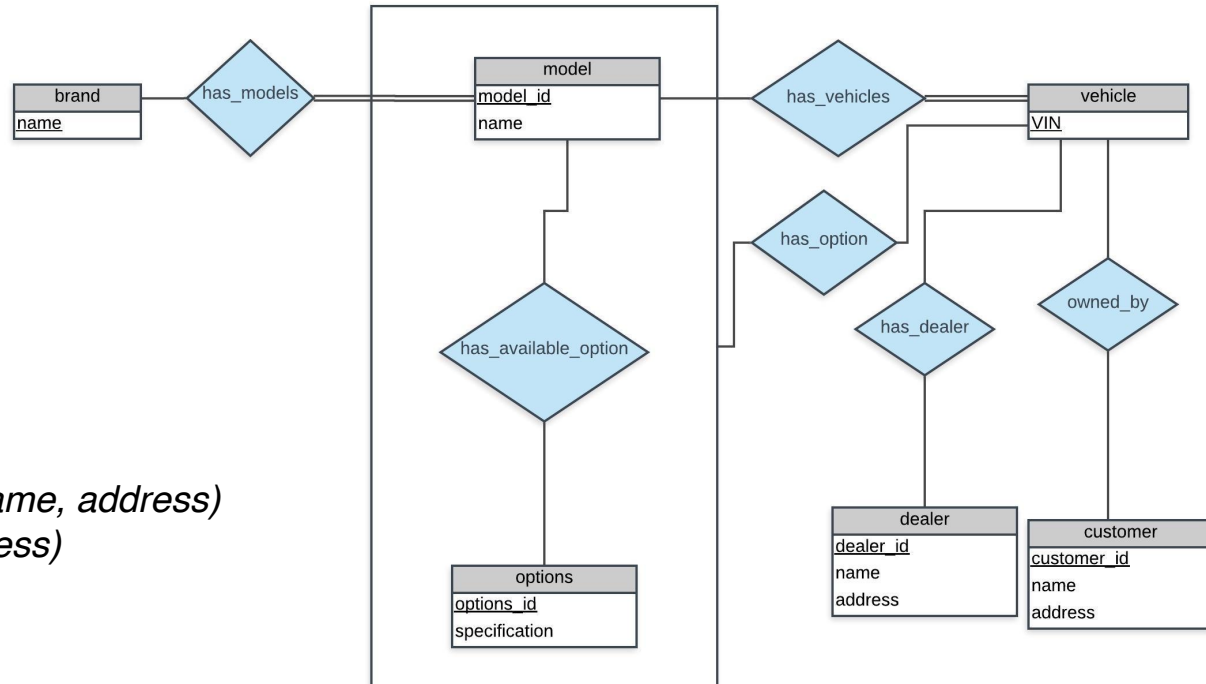 brand
name
has_models
model
model_id
name
has_vehicles
vehicle
VIN
has_option
has_available_option
has_dealer
owned_by
ame, address)
ess)
options
options_id
specification
dealer
dealer_id
name
address
customer
customer_id
name
address